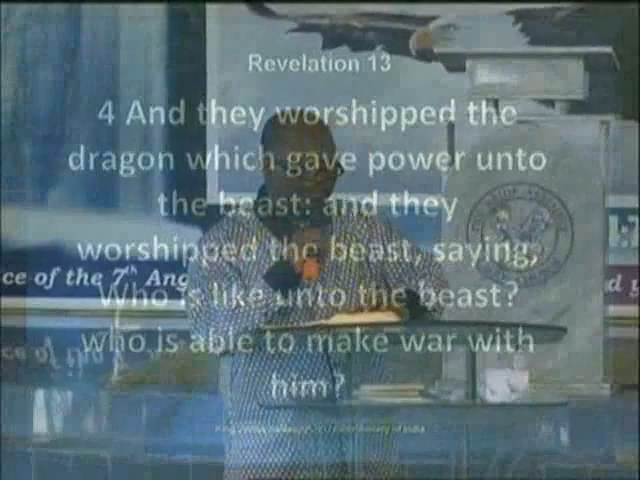 Revelation 13
4 And they worshipped the
dragon which gave power unto
the beast: and they
worshipped the beast, saying,
Who is like unto the beast?
who is able to make war with
him?
ce of the 7th Ang